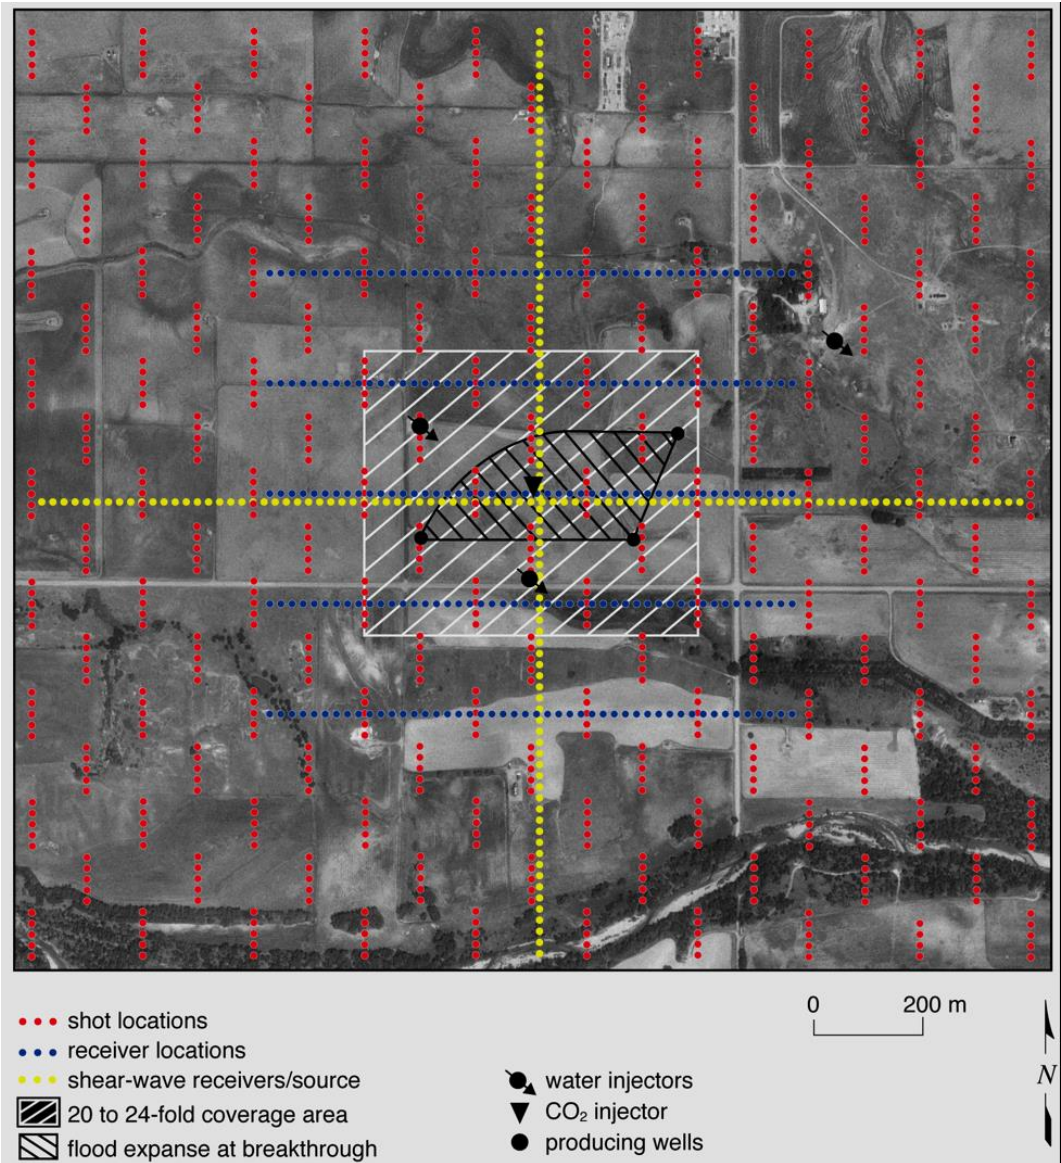 0 200 m
shot locations
receiver locations
shear-wave receivers/source
20 to 24-fold coverage area
flood expanse at breakthrough
water injectors
CO₂ injector
producing wells
N